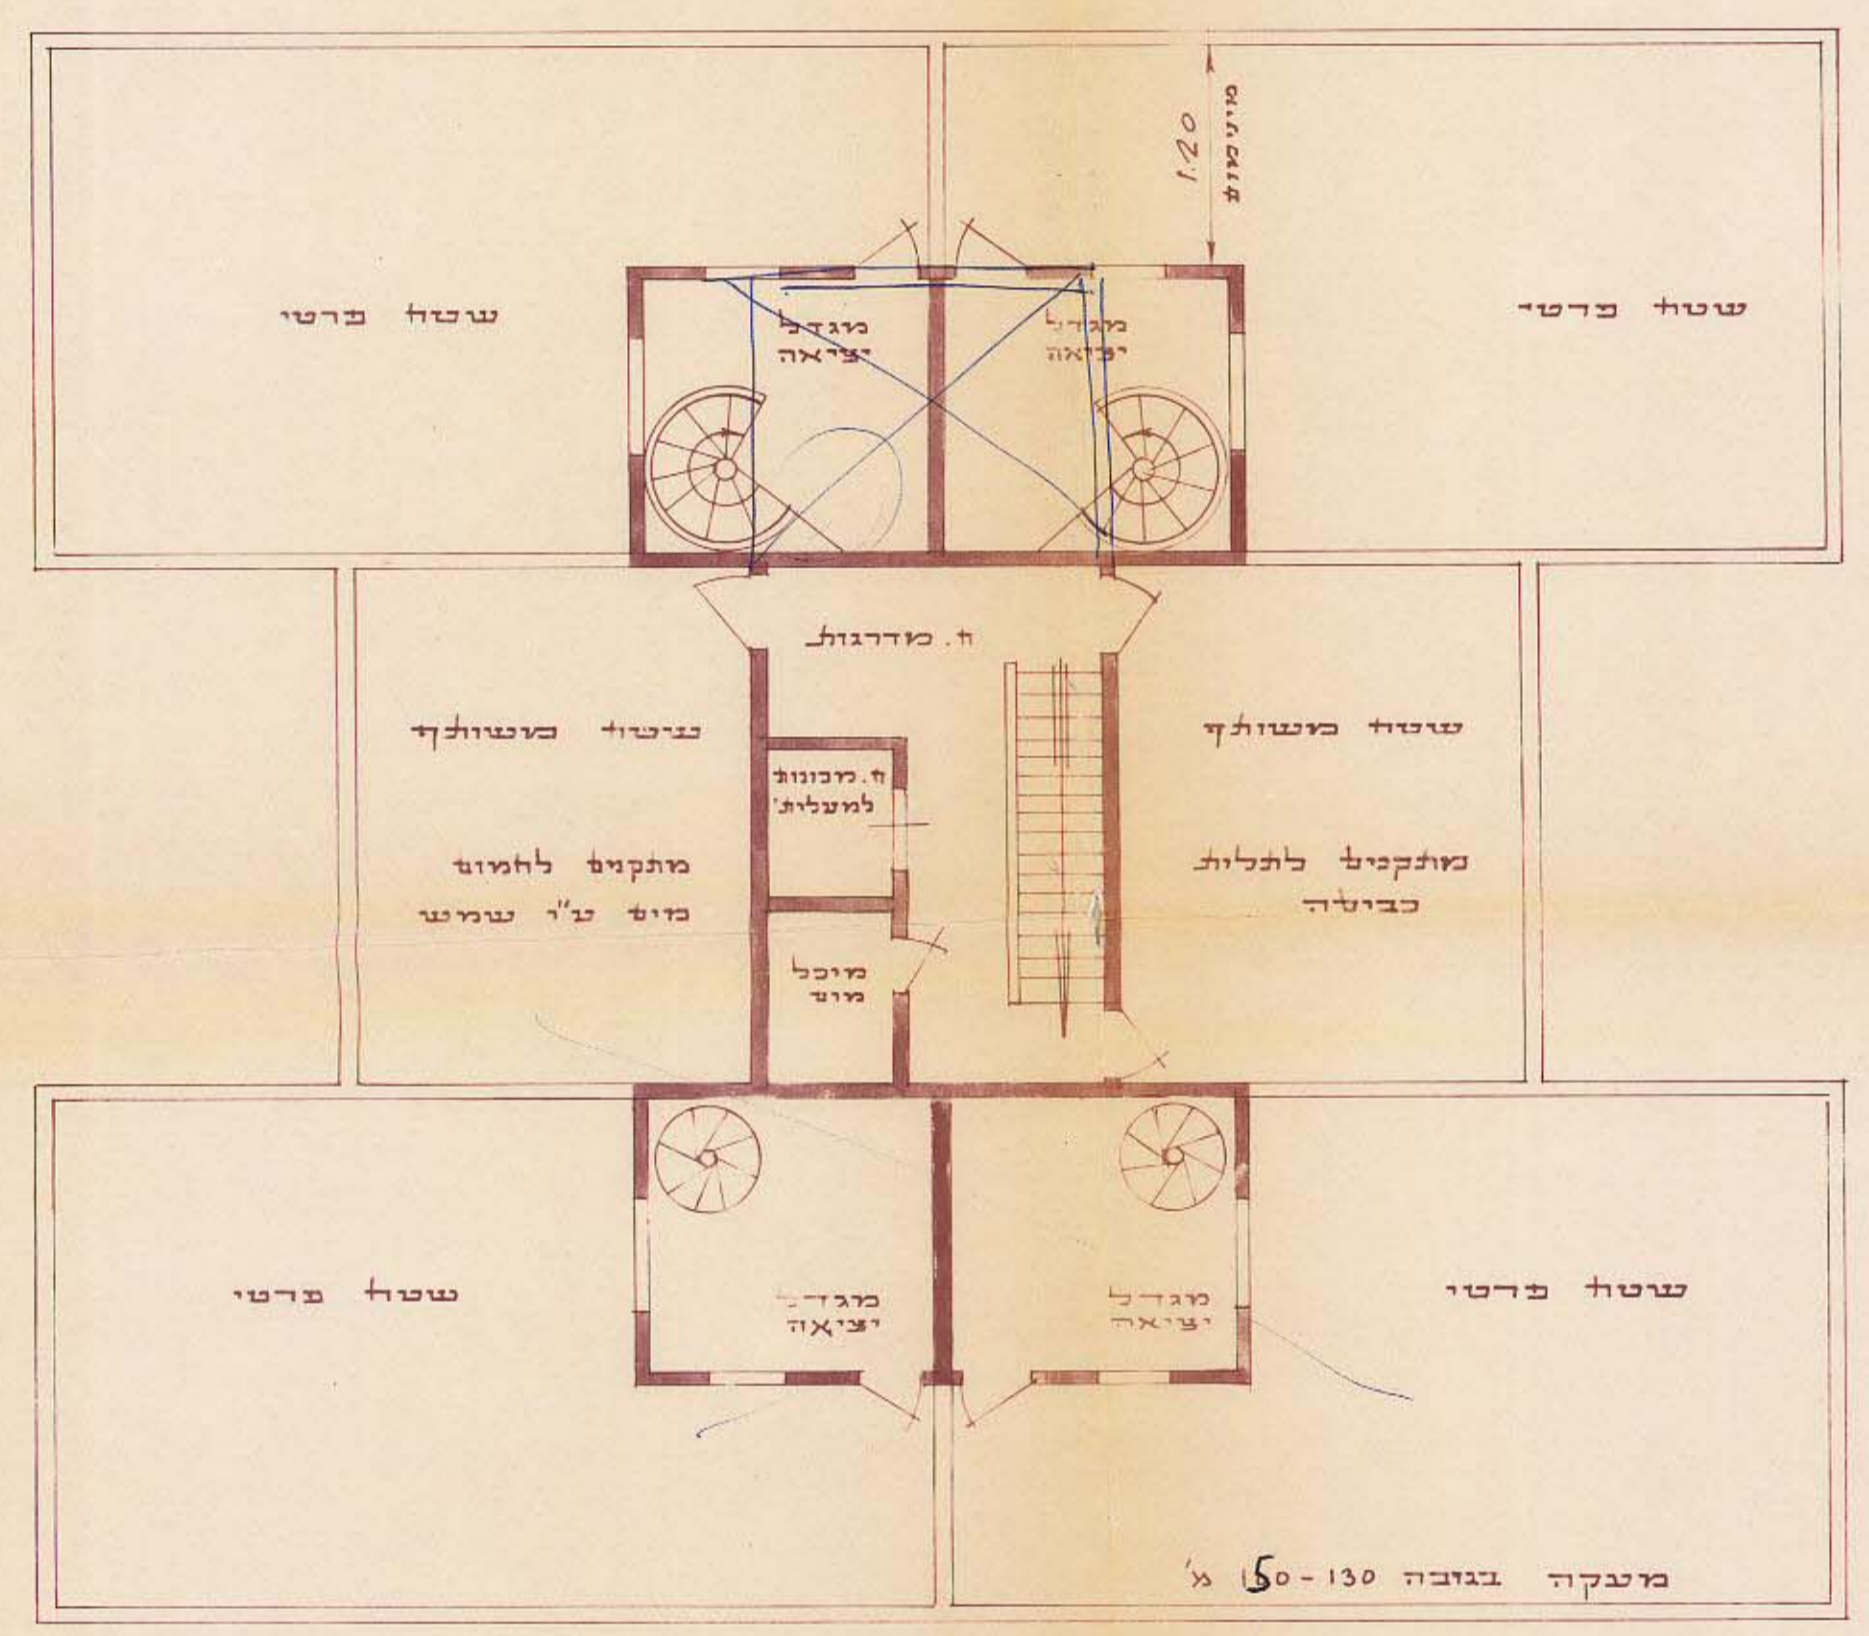 1.20
מינימום
שטח פרטי
מגדל
יציאה
מגדל
יציאה
שטח פרטי
ח. מדרגות
שטח משותף
שטח משותף
ח. מכונות
למעלית
מתקנים לחמום
מים ע"י שמש
מתקנים לתלית
כביסה
מיכל
מים
שטח פרטי
מגדל
יציאה
מגדל
יציאה
שטח פרטי
מעקה בגובה 130-150 מ'